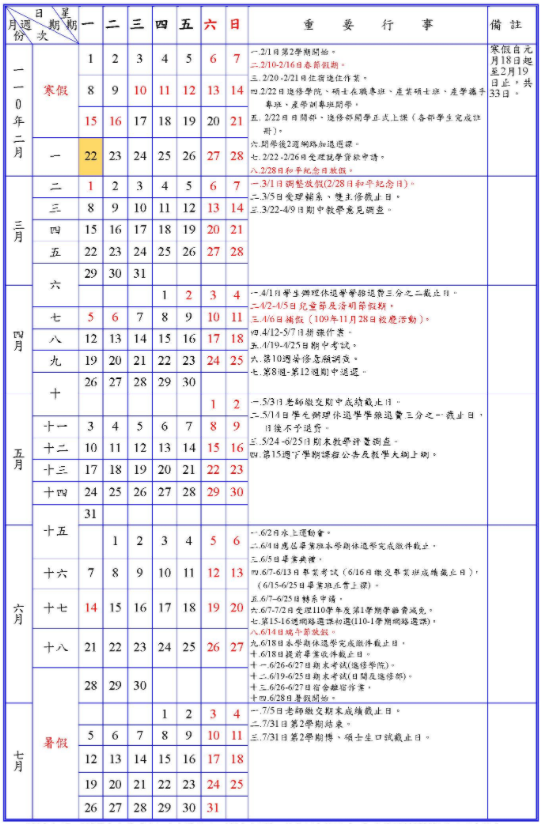 日 星
月 週 期 期 一 二 三 四 五 六 日 重 要 行 事 備 註
份 次
一一〇年二月
寒假
1 2 3 4 5 6 7
8 9 10 11 12 13 14
15 16 17 18 19 20 21
一 22 23 24 25 26 27 28
一.2/1日第2學期開始。
二.2/10-2/16日春節假期。
三.2/20-2/21日住宿進住作業。
四.2/22日進修學院、碩士在職專班、產業碩士班、產學攜手
專班、產學訓專班開學。
五.2/22日日間部、進修部開學正式上課(各部學生完成註
冊)。
六.開學後2週網路加退選課。
七.2/22-2/26日受理就學貸款申請。
八.2/28日和平紀念日放假。
寒假自元
月18日起
至2月19
日止,共
33日。
三月
二 1 2 3 4 5 6 7
三 8 9 10 11 12 13 14
四 15 16 17 18 19 20 21
五 22 23 24 25 26 27 28
六 29 30 31
一.3/1日調整放假(2/28日和平紀念日)。
二.3/5日受理輔系、雙主修截止日。
三.3/22-4/9日期中教學意見調查。
四月
1 2 3 4
七 5 6 7 8 9 10 11
八 12 13 14 15 16 17 18
九 19 20 21 22 23 24 25
十 26 27 28 29 30
一.4/1日學生辦理休退學學雜退費三分之二截止日。
二.4/2-4/5日兒童節及清明節假期。
三.4/6日補假(109年11月28日校慶活動)。
四.4/12-5/7日掛課作業。
五.4/19-4/25日期中考試。
六.第10週菁修意願調查。
七.第8週-第12週期中退選。
五月
1 2
十一 3 4 5 6 7 8 9
十二 10 11 12 13 14 15 16
十三 17 18 19 20 21 22 23
十四 24 25 26 27 28 29 30
十五 31
一.5/3日老師繳交期中成績截止日。
二.5/14日學生辦理休退學學雜退費三分之一截止日,
日後不予退費。
三.5/24-6/25日期末教學評量調查。
四.第15週下學期課程公告及教學大綱上網。
六月
1 2 3 4 5 6
十六 7 8 9 10 11 12 13
十七 14 15 16 17 18 19 20
十八 21 22 23 24 25 26 27
28 29 30
一.6/2日水上運動會。
二.6/4日應屆畢業班本學期休退學完成繳件截止。
三.6/5日畢業典禮。
四.6/7-6/13日畢業考試(6/16日繳交畢業班成績截止日),
(6/15-6/25日畢業班正常上課)。
五.6/7-6/25日轉系申請。
六.6/7-7/2日受理110學年度第1學期學雜費減免。
七.第15-16週網路選課初選(110-1學期網路選課)。
八.6/14日端午節放假。
九.6/18日本學期休退學完成繳件截止日。
十.6/18日提前畢業收件截止日。
十一.6/26-6/27日期末考試(進修學院)。
十二.6/19-6/25日期末考試(日間及進修部)。
十三.6/26-6/27日宿舍離宿作業。
十四.6/28日暑假開始。
七月
暑假
1 2 3 4
5 6 7 8 9 10 11
12 13 14 15 16 17 18
19 20 21 22 23 24 25
26 27 28 29 30 31
一.7/5日老師繳交期末成績截止日。
二.7/31日第2學期結束。
三.7/31日第2學期博、碩士生口試截止日。